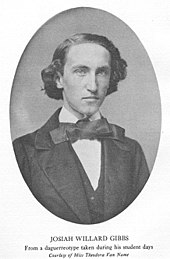 JOSIAH WILLARD GIBBS
From a daguerreotype taken during his student days
Courtesy of Miss Theodora Van Name